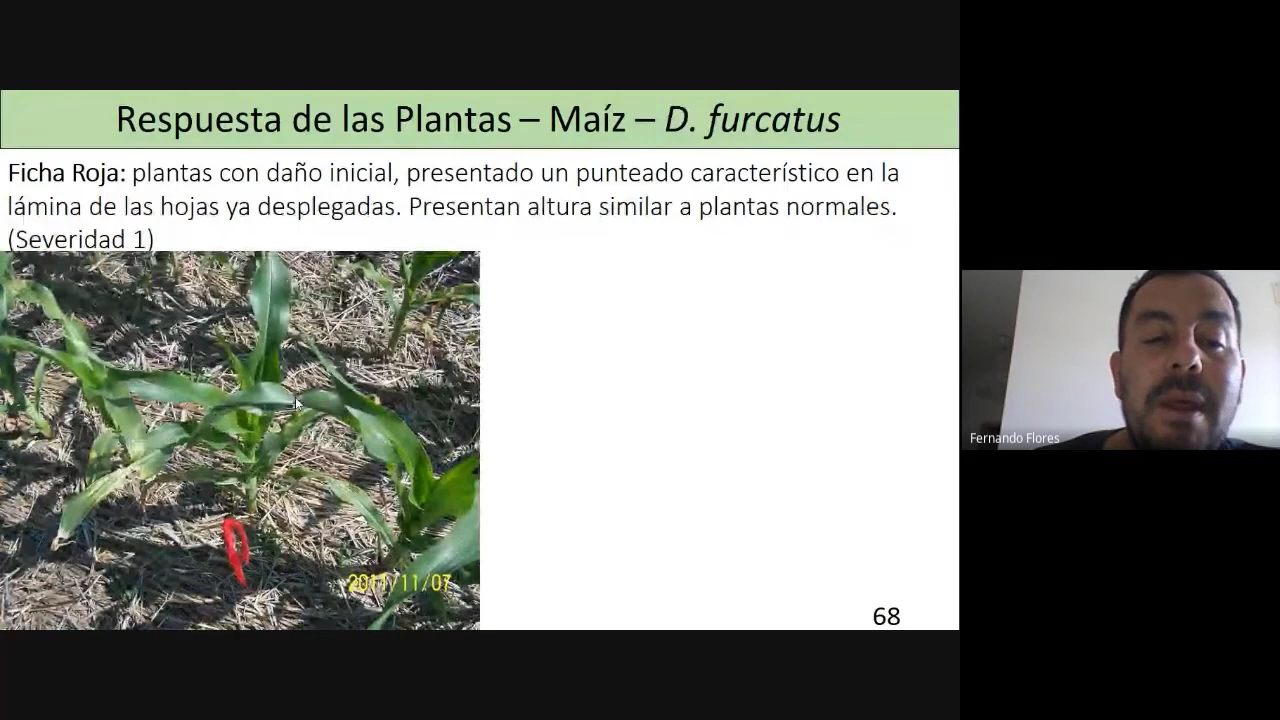 Respuesta de las Plantas – Maíz – D. furcatus
Ficha Roja: plantas con daño inicial, presentado un punteado característico en la
lámina de las hojas ya desplegadas. Presentan altura similar a plantas normales.
(Severidad 1)
2011/11/07
68
Fernando Flores